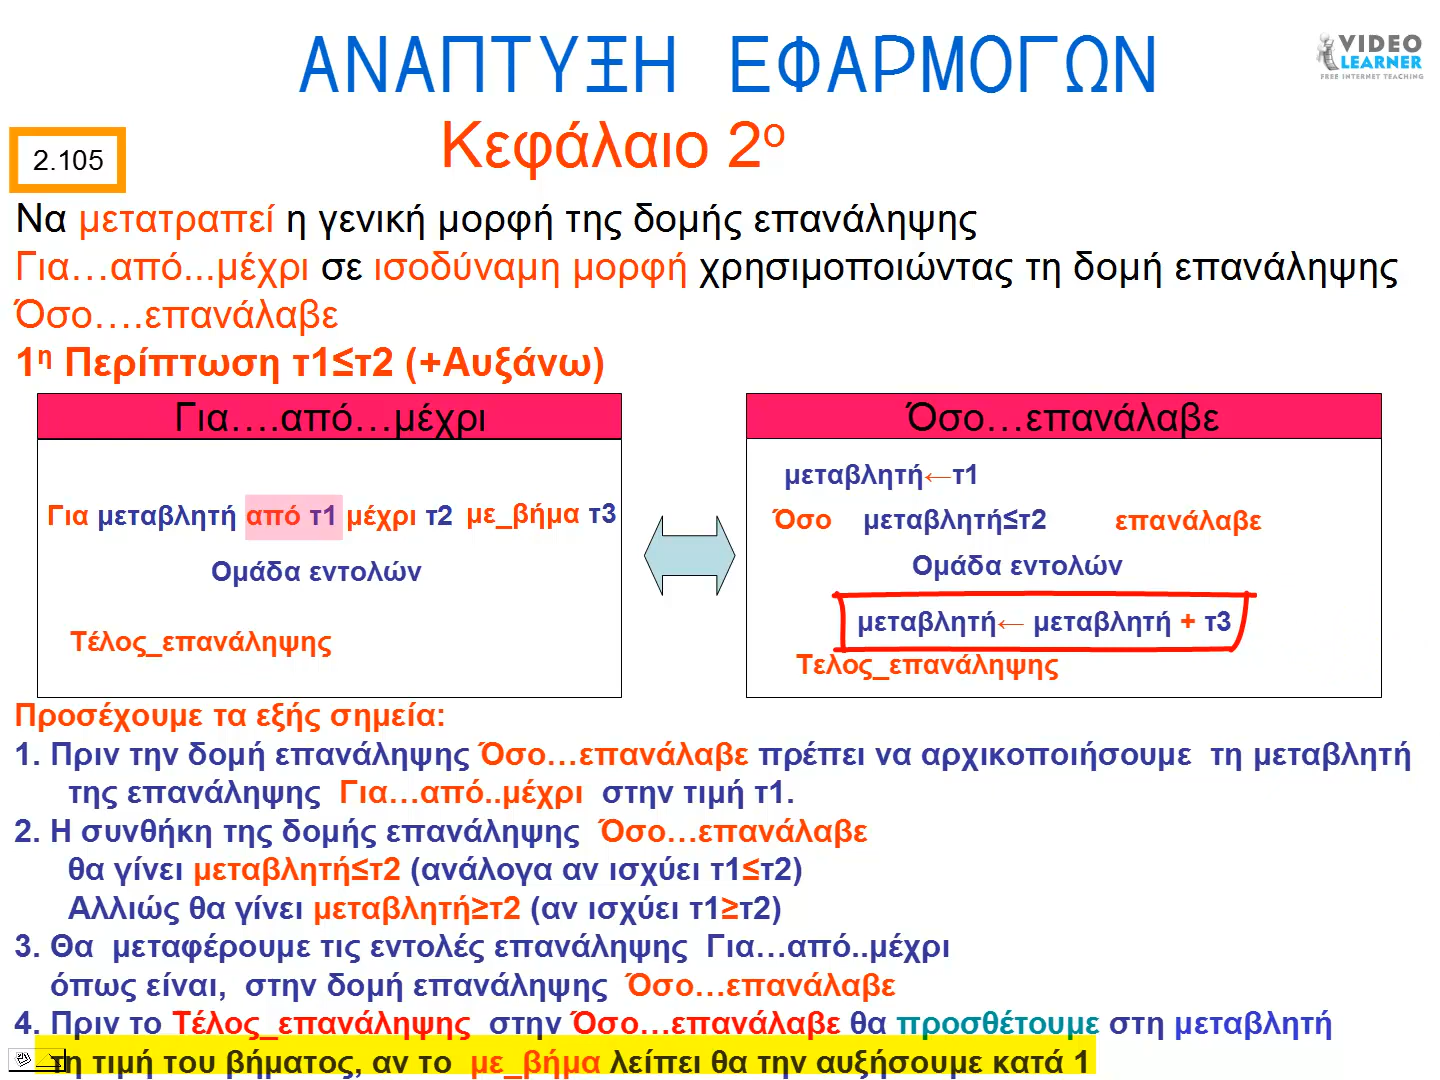 ΑΝΑΠΤΥΞΗ ΕΦΑΡΜΟΓΩΝ
VIDEO
LEARNER
FREE INTERNET TEACHING
Κεφάλαιο 2ο
2.105
Να μετατραπεί η γενική μορφή της δομής επανάληψης
Για…από...μέχρι σε ισοδύναμη μορφή χρησιμοποιώντας τη δομή επανάληψης
Όσο….επανάλαβε
1η Περίπτωση τ1≤τ2 (+Αυξάνω)
Για….από…μέχρι
Για μεταβλητή από τ1 μέχρι τ2 με_βήμα τ3
Ομάδα εντολών
Τέλος_επανάληψης
Όσο…επανάλαβε
μεταβλητή←τ1
Όσο μεταβλητή≤τ2 επανάλαβε
Ομάδα εντολών
μεταβλητή← μεταβλητή + τ3
Τελος_επανάληψης
Προσέχουμε τα εξής σημεία:
1. Πριν την δομή επανάληψης Όσο…επανάλαβε πρέπει να αρχικοποιήσουμε τη μεταβλητή
της επανάληψης Για…από..μέχρι στην τιμή τ1.
2. Η συνθήκη της δομής επανάληψης Όσο…επανάλαβε
θα γίνει μεταβλητή≤τ2 (ανάλογα αν ισχύει τ1≤τ2)
Αλλιώς θα γίνει μεταβλητή≥τ2 (αν ισχύει τ1≥τ2)
3. Θα μεταφέρουμε τις εντολές επανάληψης Για…από..μέχρι
όπως είναι, στην δομή επανάληψης Όσο…επανάλαβε
4. Πριν το Τέλος_επανάληψης στην Όσο…επανάλαβε θα προσθέτουμε στη μεταβλητή
τη τιμή του βήματος, αν το με_βήμα λείπει θα την αυξήσουμε κατά 1